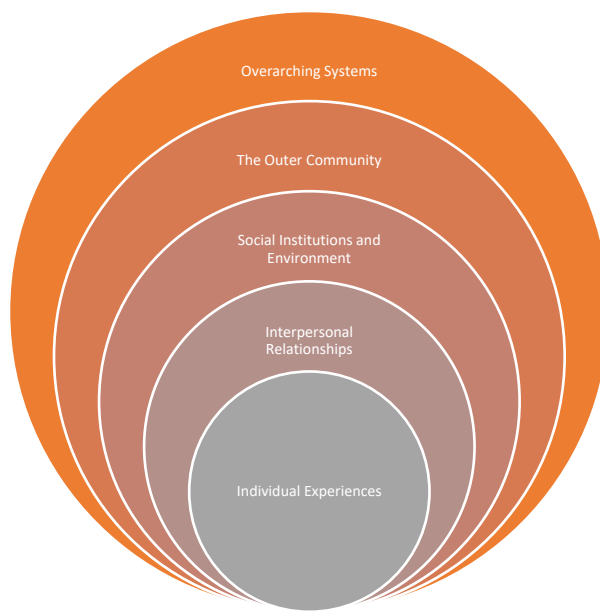 Overarching Systems
The Outer Community
Social Institutions and
Environment
Interpersonal
Relationships
Individual Experiences